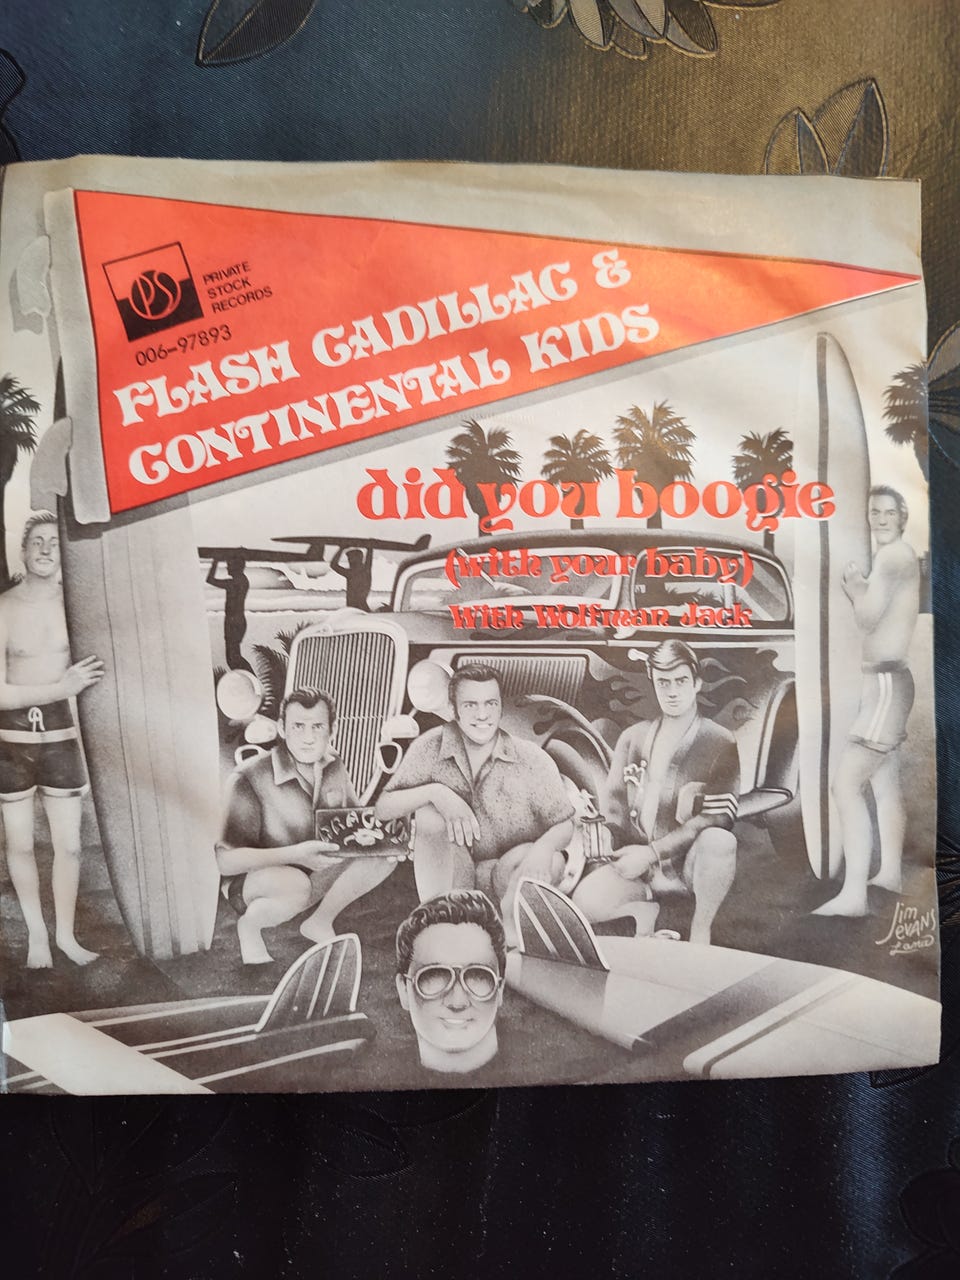 PS
PRIVATE
STOCK
RECORDS
006-97893
FLASH CADILLAC &
CONTINENTAL KIDS
did you boogie
(with your baby)
With Wolfman Jack
Jim
EVANS